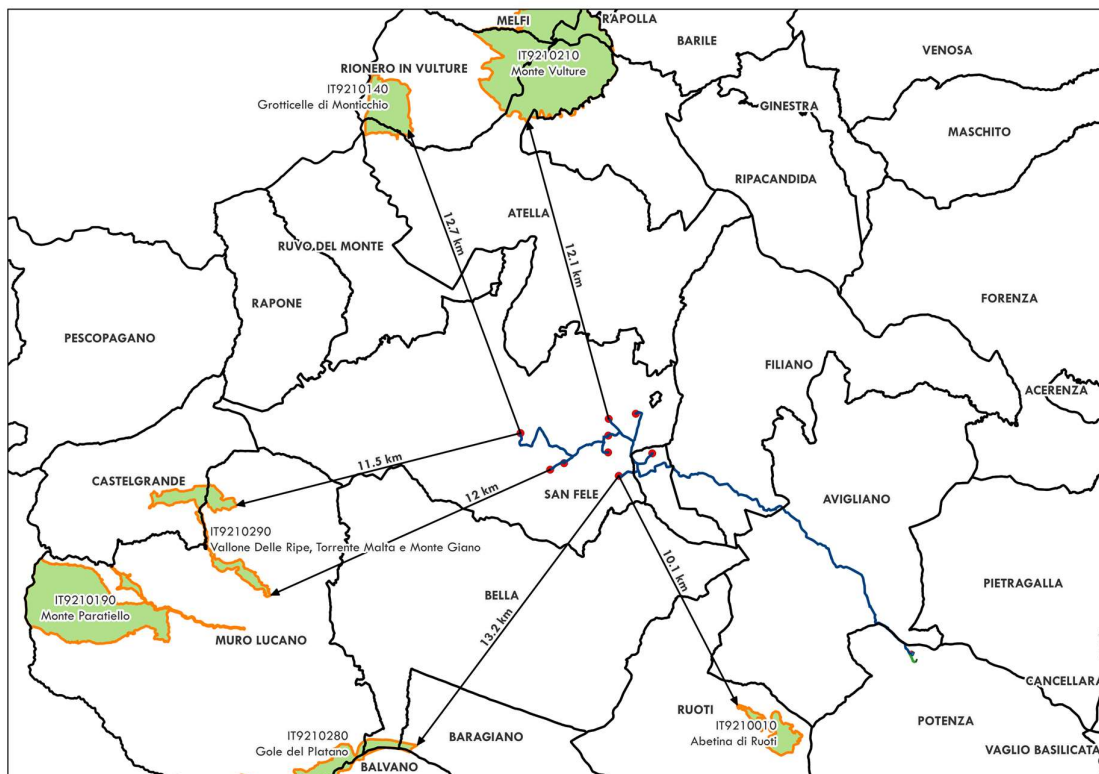 MELFI
RAPOLLA
BARILE
VENOSA
IT9210210
Monte Vulture
RIONERO IN VULTURE
IT9210140
Grotticelle di Monticchio
GINESTRA
MASCHITO
RIPACANDIDA
ATELLA
12.7 km
12.1 km
RUVO DEL MONTE
RAPONE
FORENZA
PESCOPAGANO
FILIANO
ACERENZA
11.5 km
CASTELGRANDE
12 km
SAN FELE
AVIGLIANO
IT9210290
Vallone Delle Ripe, Torrente Malta e Monte Giano
10.1 km
PIETRAGALLA
BELLA
IT9210190
Monte Paratiello
13.2 km
MURO LUCANO
CANCELLARA
RUOTI
IT9210010
Abetina di Ruoti
POTENZA
IT9210280
Gole del Platano
BARAGIANO
VAGLIO BASILICATA
BALVANO